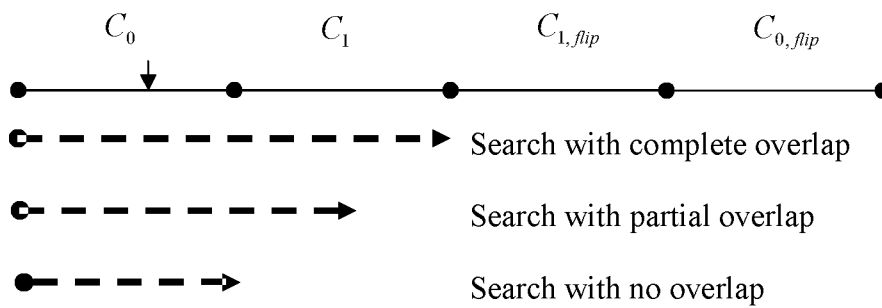 C₀ C₁ C₁,flip C₀,flip
Search with complete overlap
Search with partial overlap
Search with no overlap